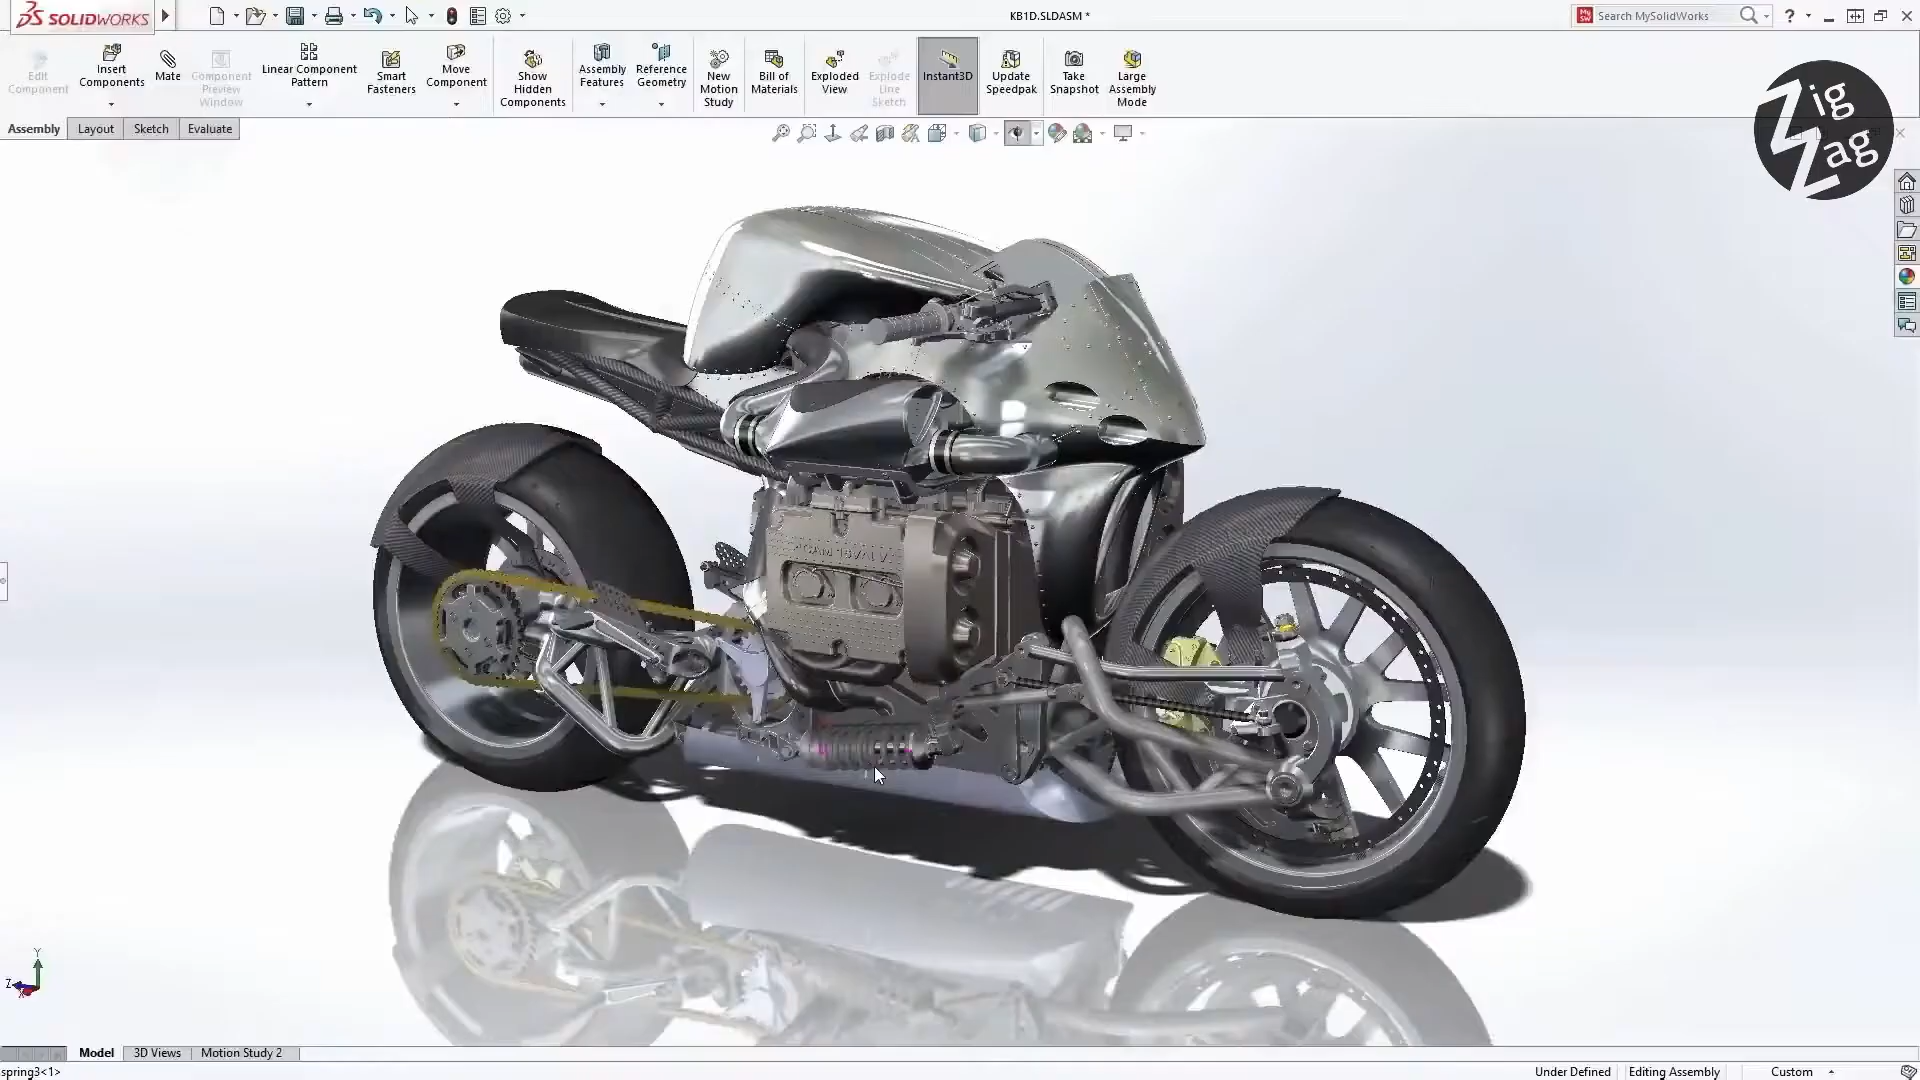 SOLIDWORKS
KB1D.SLDASM *
Search MySolidWorks
?
Edit Component
Insert Components
Mate
Component Preview Window
Linear Component Pattern
Smart Fasteners
Move Component
Show Hidden Components
Assembly Features
Reference Geometry
New Motion Study
Bill of Materials
Exploded View
Explode Line Sketch
Instant3D
Update Speedpak
Take Snapshot
Large Assembly Mode
Assembly
Layout
Sketch
Evaluate
Zig
Zag
Y
Z
X
Model
3D Views
Motion Study 2
spring3<1>
Under Defined
Editing Assembly
Custom